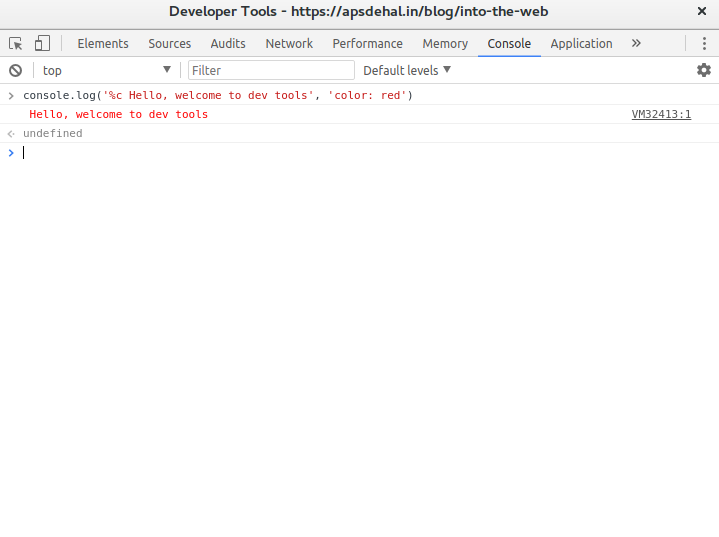 Developer Tools - https://apsdehal.in/blog/into-the-web
Elements Sources Audits Network Performance Memory Console Application
top Filter Default levels
console.log('%c Hello, welcome to dev tools', 'color: red')
Hello, welcome to dev tools VM32413:1
undefined